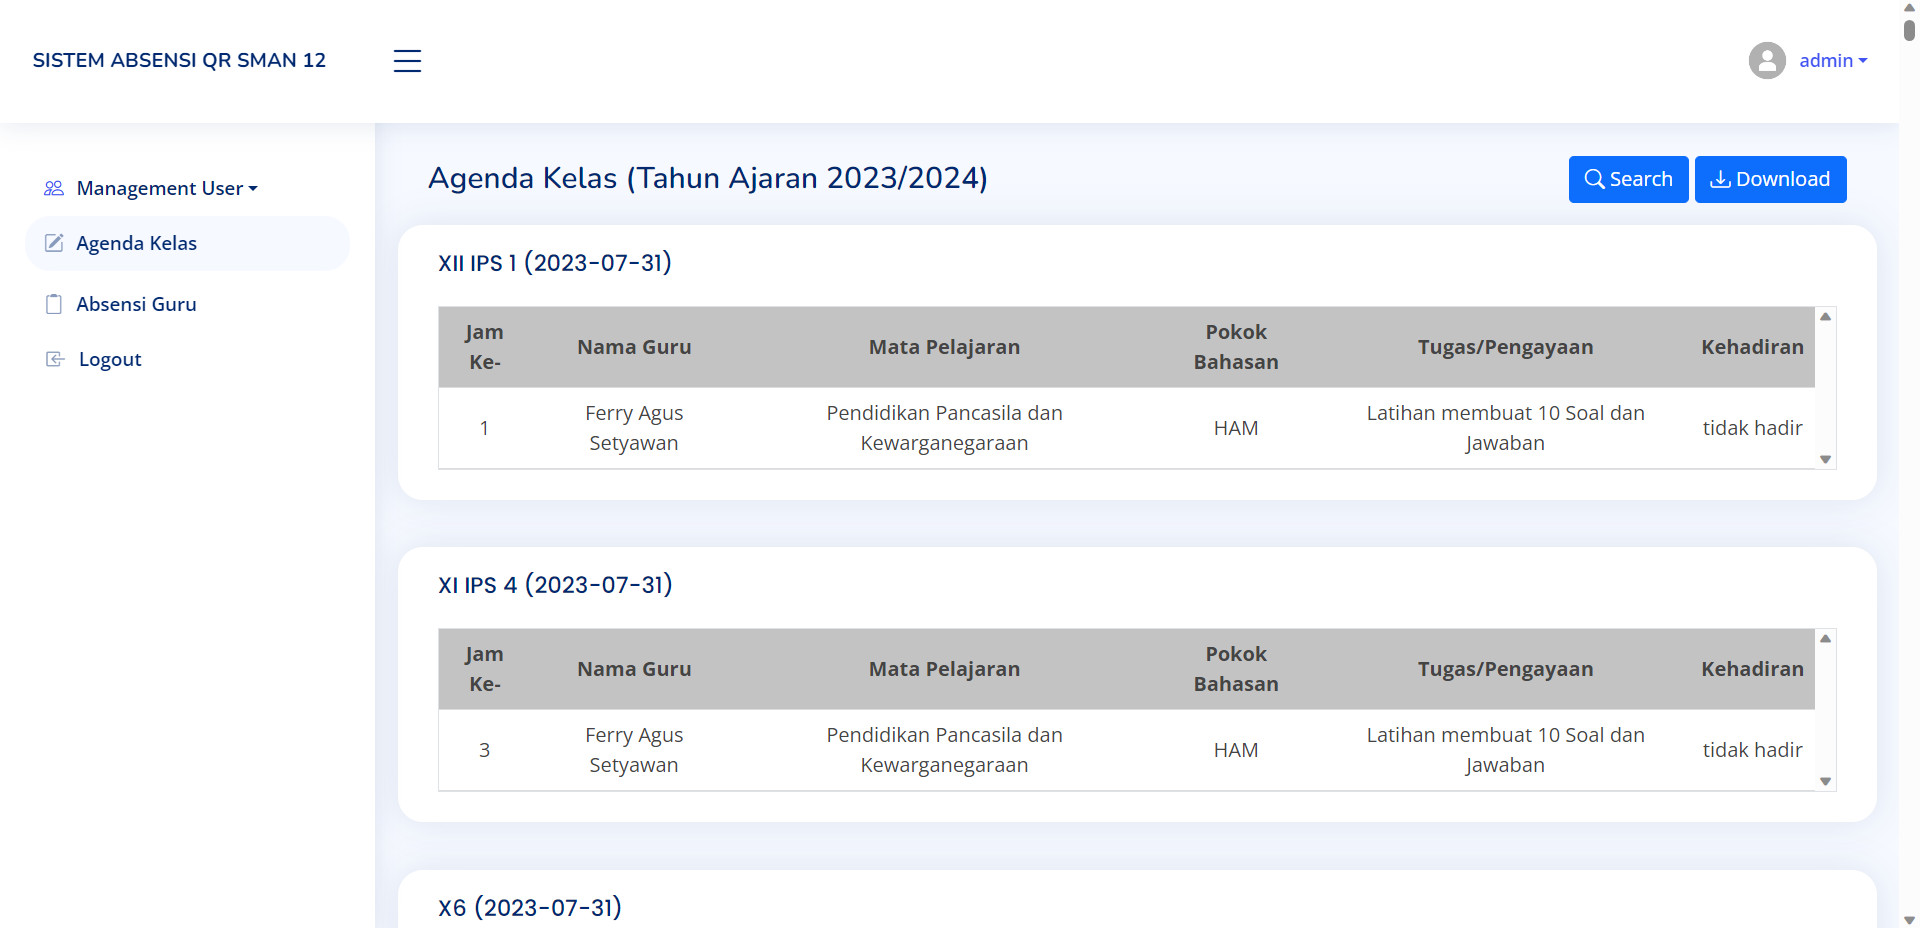 SISTEM ABSENSI QR SMAN 12
admin
Management User
Agenda Kelas
Absensi Guru
Logout
Agenda Kelas (Tahun Ajaran 2023/2024)
Search
Download
XII IPS 1 (2023-07-31)
Jam Ke-
Nama Guru
Mata Pelajaran
Pokok Bahasan
Tugas/Pengayaan
Kehadiran
1
Ferry Agus Setyawan
Pendidikan Pancasila dan Kewarganegaraan
HAM
Latihan membuat 10 Soal dan Jawaban
tidak hadir
XI IPS 4 (2023-07-31)
Jam Ke-
Nama Guru
Mata Pelajaran
Pokok Bahasan
Tugas/Pengayaan
Kehadiran
3
Ferry Agus Setyawan
Pendidikan Pancasila dan Kewarganegaraan
HAM
Latihan membuat 10 Soal dan Jawaban
tidak hadir
X6 (2023-07-31)